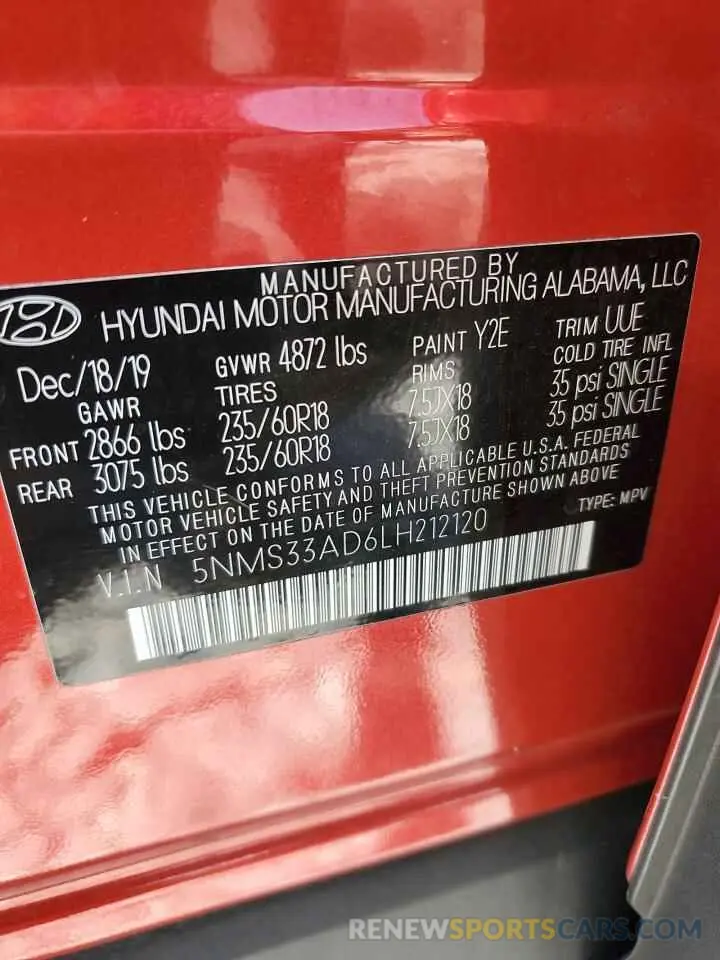 MANUFACTURED BY
HYUNDAI MOTOR MANUFACTURING ALABAMA, LLC
Dec/18/19 GVWR 4872 lbs PAINT Y2E TRIM UUE
GAWR TIRES RIMS COLD TIRE INFL
FRONT 2866 lbs 235/60R18 7.5JX18 35 psi SINGLE
REAR 3075 lbs 235/60R18 7.5JX18 35 psi SINGLE
THIS VEHICLE CONFORMS TO ALL APPLICABLE U.S.A. FEDERAL
MOTOR VEHICLE SAFETY AND THEFT PREVENTION STANDARDS
IN EFFECT ON THE DATE OF MANUFACTURE SHOWN ABOVE
V.I.N 5NMS33AD6LH212120 TYPE: MPV
RENEWSPORTSCARS.COM